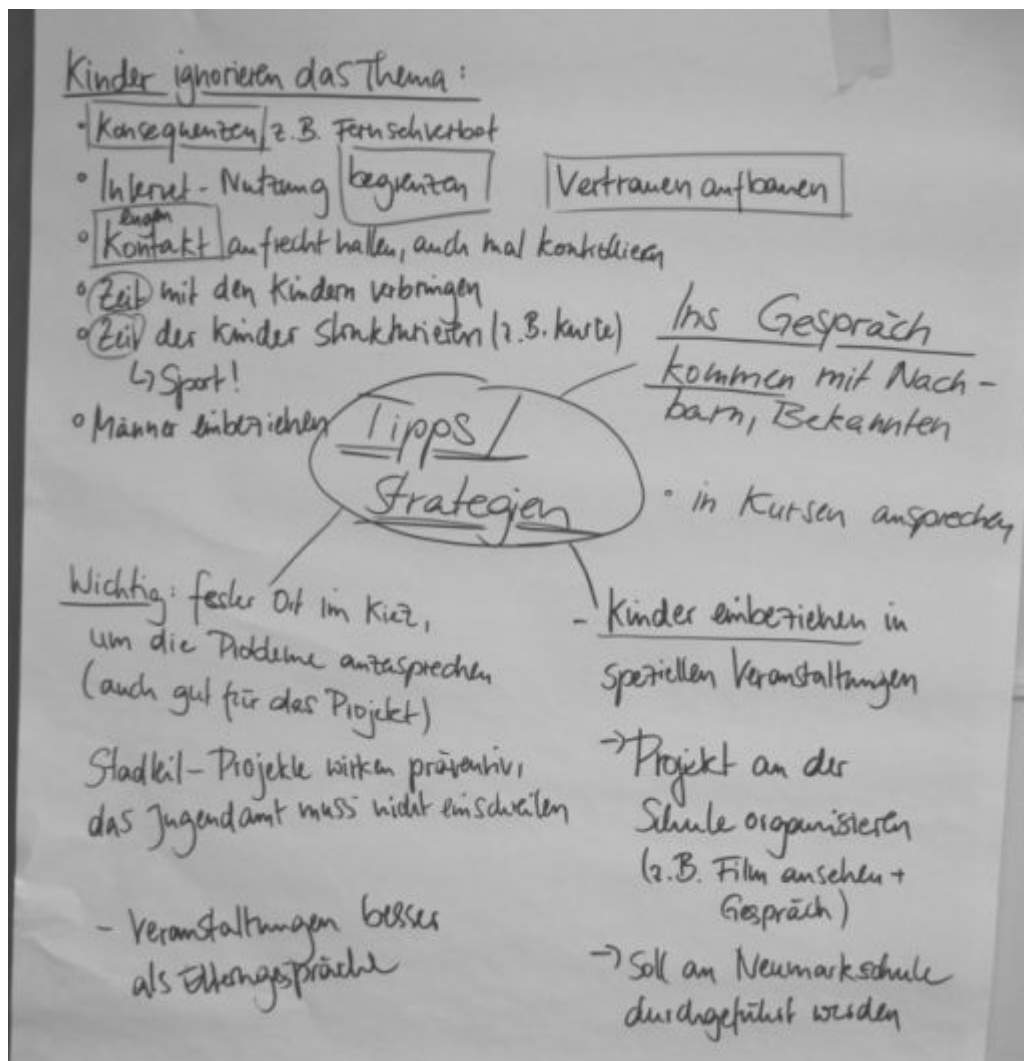 Kinder ignorieren das Thema:
• Konsequenzen z.B. Fernsehverbot
• Internet-Nutzung begrenzen
Vertrauen aufbauen
engen
• Kontakt aufrecht halten, auch mal kontrollieren
• Zeit mit den Kindern verbringen
• Zeit der Kinder strukturieren (z.B. Kurse)
↳ Sport!
• Männer einbeziehen
Tipps /
Strategien
Ins Gespräch
kommen mit Nach-
barn, Bekannten
• in Kursen ansprechen
Wichtig: fester Ort im Kiez,
um die Probleme anzusprechen
(auch gut für das Projekt)
Stadtteil-Projekte wirken präventiv,
das Jugendamt muss nicht einschreiten
- Veranstaltungen besser
als Elterngespräche
- Kinder einbeziehen in
speziellen Veranstaltungen
→ Projekt an der
Schule organisieren
(z.B. Film ansehen +
Gespräch)
→ Soll an Neumarkschule
durchgeführt werden